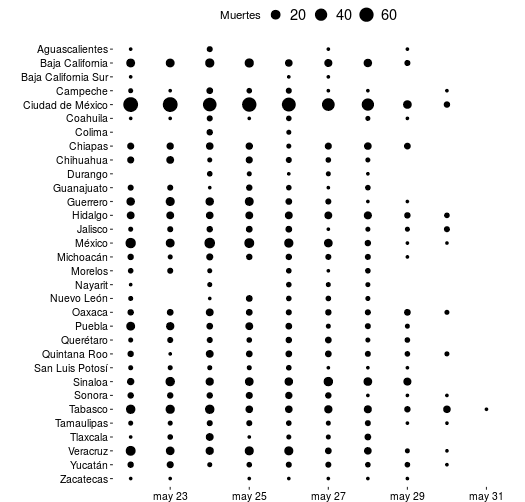 Muertes 20 40 60
Aguascalientes
Baja California
Baja California Sur
Campeche
Ciudad de México
Coahuila
Colima
Chiapas
Chihuahua
Durango
Guanajuato
Guerrero
Hidalgo
Jalisco
México
Michoacán
Morelos
Nayarit
Nuevo León
Oaxaca
Puebla
Querétaro
Quintana Roo
San Luis Potosí
Sinaloa
Sonora
Tabasco
Tamaulipas
Tlaxcala
Veracruz
Yucatán
Zacatecas
may 23 may 25 may 27 may 29 may 31